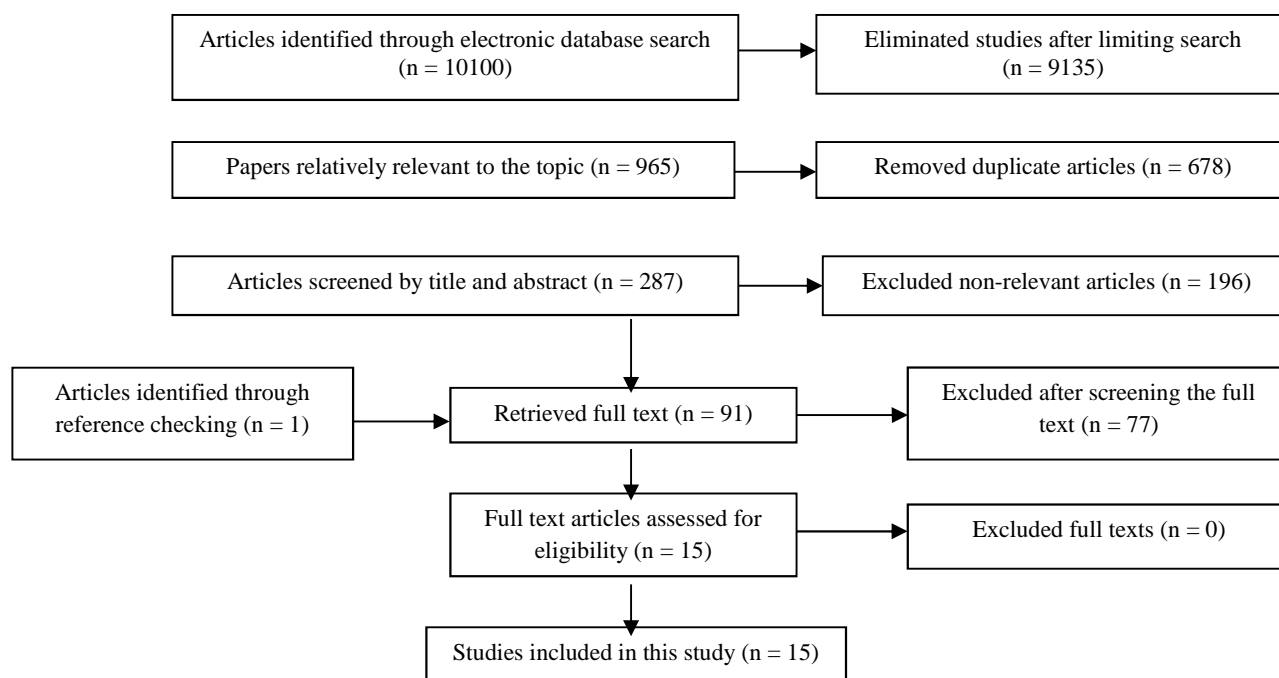 Articles identified through electronic database search
(n = 10100)
Eliminated studies after limiting search
(n = 9135)
Papers relatively relevant to the topic (n = 965)
Removed duplicate articles (n = 678)
Articles screened by title and abstract (n = 287)
Excluded non-relevant articles (n = 196)
Articles identified through
reference checking (n = 1)
Retrieved full text (n = 91)
Excluded after screening the full
text (n = 77)
Full text articles assessed for
eligibility (n = 15)
Excluded full texts (n = 0)
Studies included in this study (n = 15)